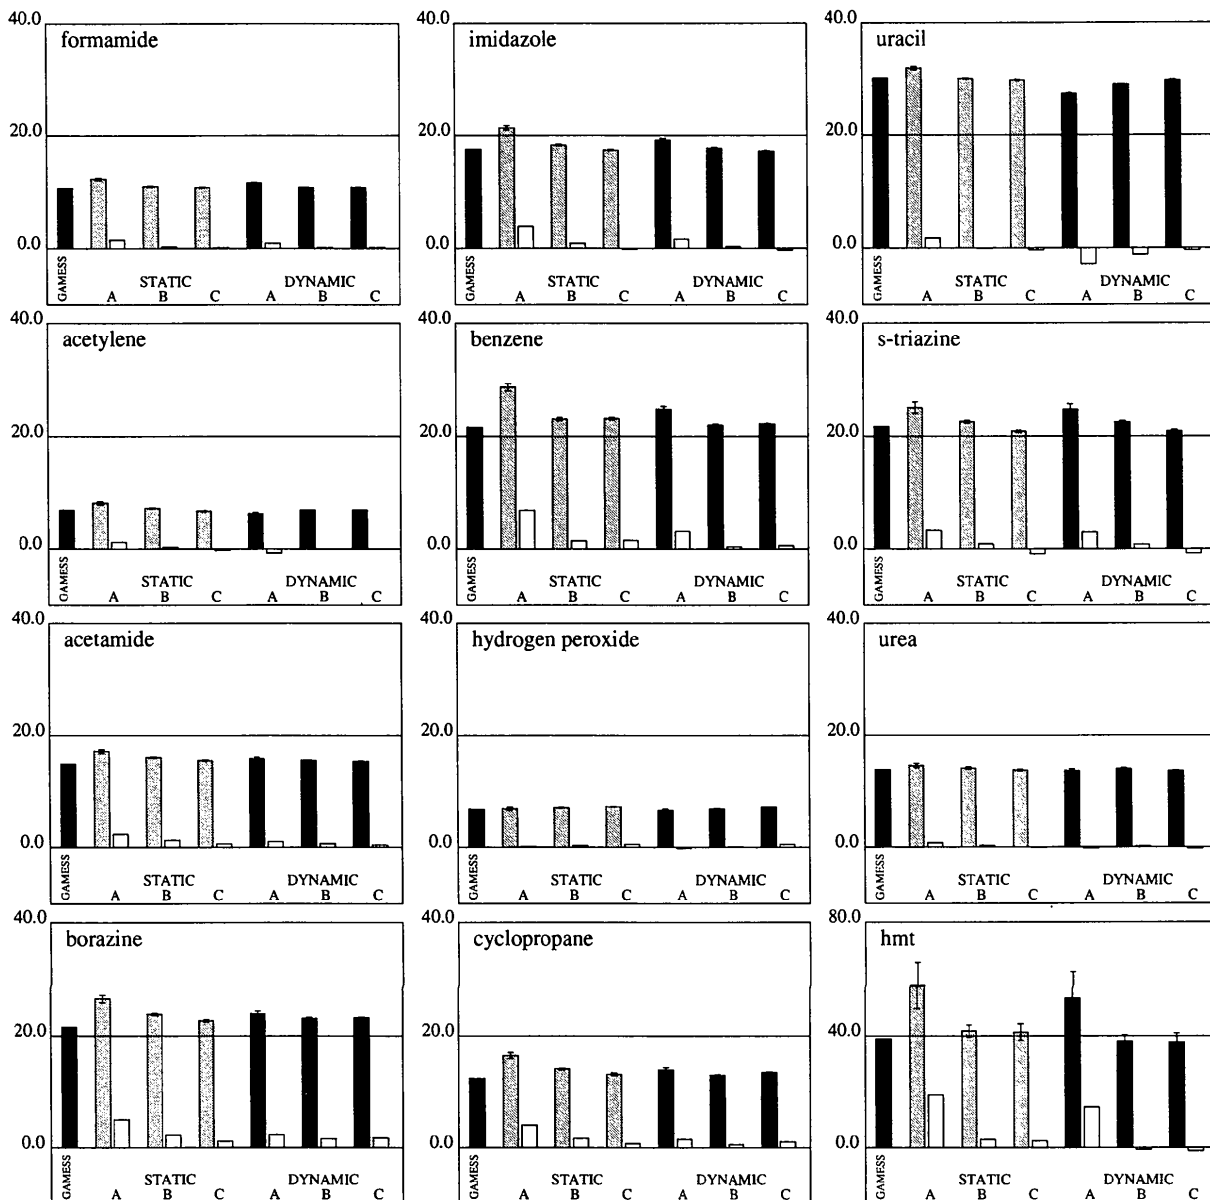 40.0 formamide
20.0
0.0
GAMESS STATIC DYNAMIC
A B C A B C
40.0 imidazole
20.0
0.0
GAMESS STATIC DYNAMIC
A B C A B C
40.0 uracil
20.0
0.0
GAMESS STATIC DYNAMIC
A B C A B C
40.0 acetylene
20.0
0.0
GAMESS STATIC DYNAMIC
A B C A B C
40.0 benzene
20.0
0.0
GAMESS STATIC DYNAMIC
A B C A B C
40.0 s-triazine
20.0
0.0
GAMESS STATIC DYNAMIC
A B C A B C
40.0 acetamide
20.0
0.0
GAMESS STATIC DYNAMIC
A B C A B C
40.0 hydrogen peroxide
20.0
0.0
GAMESS STATIC DYNAMIC
A B C A B C
40.0 urea
20.0
0.0
GAMESS STATIC DYNAMIC
A B C A B C
40.0 borazine
20.0
0.0
GAMESS STATIC DYNAMIC
A B C A B C
40.0 cyclopropane
20.0
0.0
GAMESS STATIC DYNAMIC
A B C A B C
80.0 hmt
40.0
0.0
GAMESS STATIC DYNAMIC
A B C A B C